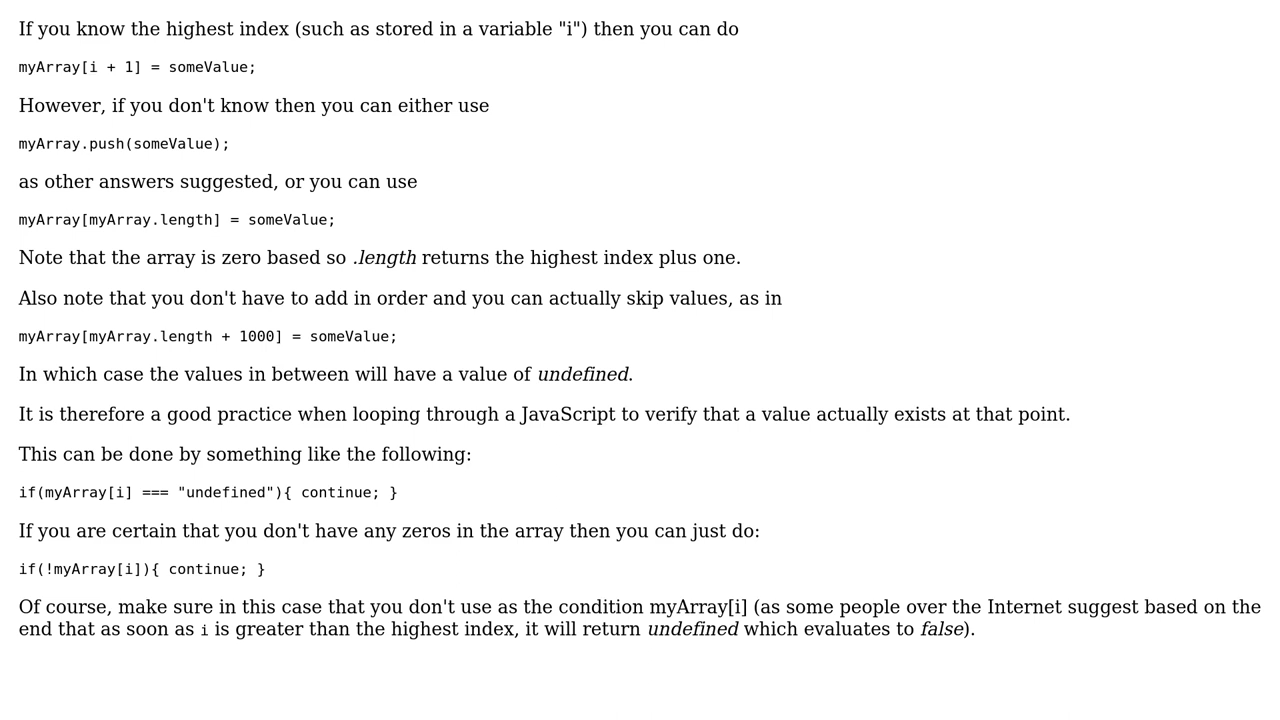 If you know the highest index (such as stored in a variable "i") then you can do
myArray[i + 1] = someValue;
However, if you don't know then you can either use
myArray.push(someValue);
as other answers suggested, or you can use
myArray[myArray.length] = someValue;
Note that the array is zero based so .length returns the highest index plus one.
Also note that you don't have to add in order and you can actually skip values, as in
myArray[myArray.length + 1000] = someValue;
In which case the values in between will have a value of undefined.
It is therefore a good practice when looping through a JavaScript to verify that a value actually exists at that point.
This can be done by something like the following:
if(myArray[i] === "undefined"){ continue; }
If you are certain that you don't have any zeros in the array then you can just do:
if(!myArray[i]){ continue; }
Of course, make sure in this case that you don't use as the condition myArray[i] (as some people over the Internet suggest based on the
end that as soon as i is greater than the highest index, it will return undefined which evaluates to false).